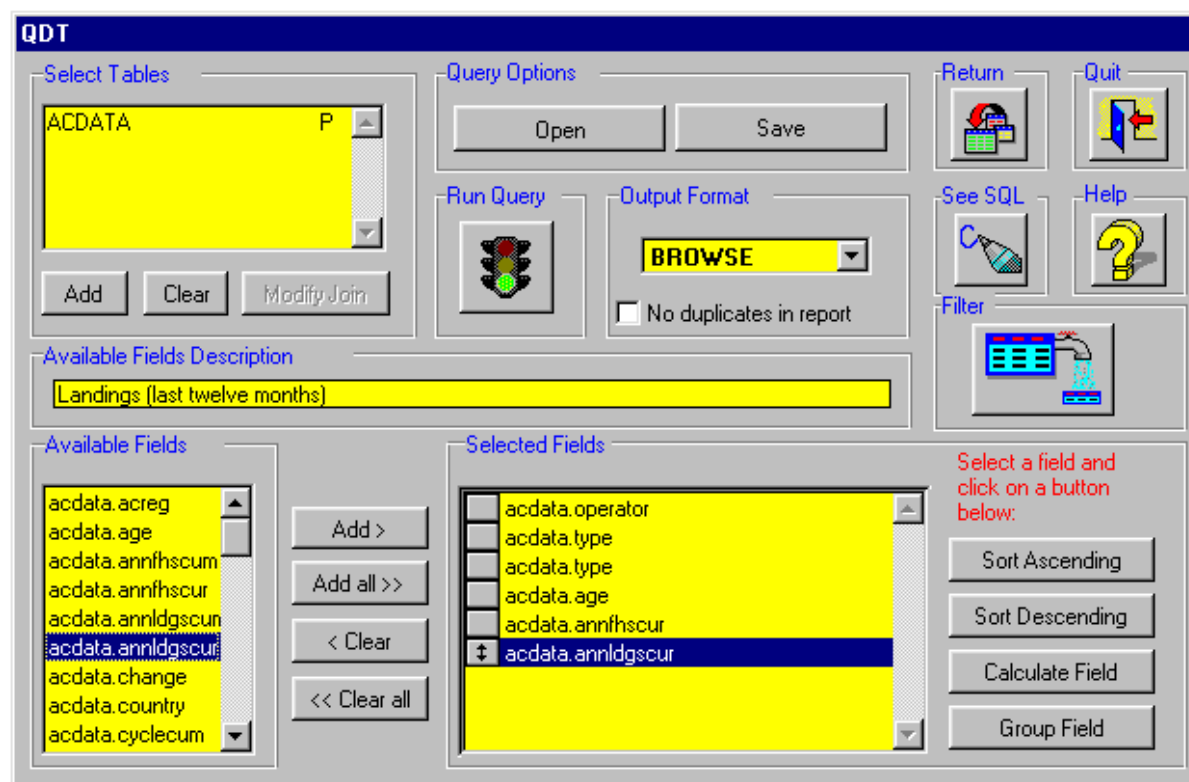 QDT
Select Tables
ACDATA P
Add
Clear
Modify Join
Query Options
Open
Save
Return
Quit
Run Query
Output Format
BROWSE
No duplicates in report
See SQL
C
Help
Filter
Available Fields Description
Landings (last twelve months)
Available Fields
acdata.acreg
acdata.age
acdata.annfhscum
acdata.annfhscur
acdata.annldgscum
acdata.annldgscur
acdata.change
acdata.country
acdata.cyclecum
Add >
Add all >>
< Clear
<< Clear all
Selected Fields
acdata.operator
acdata.type
acdata.type
acdata.age
acdata.annfhscur
acdata.annldgscur
Select a field and
click on a button
below:
Sort Ascending
Sort Descending
Calculate Field
Group Field